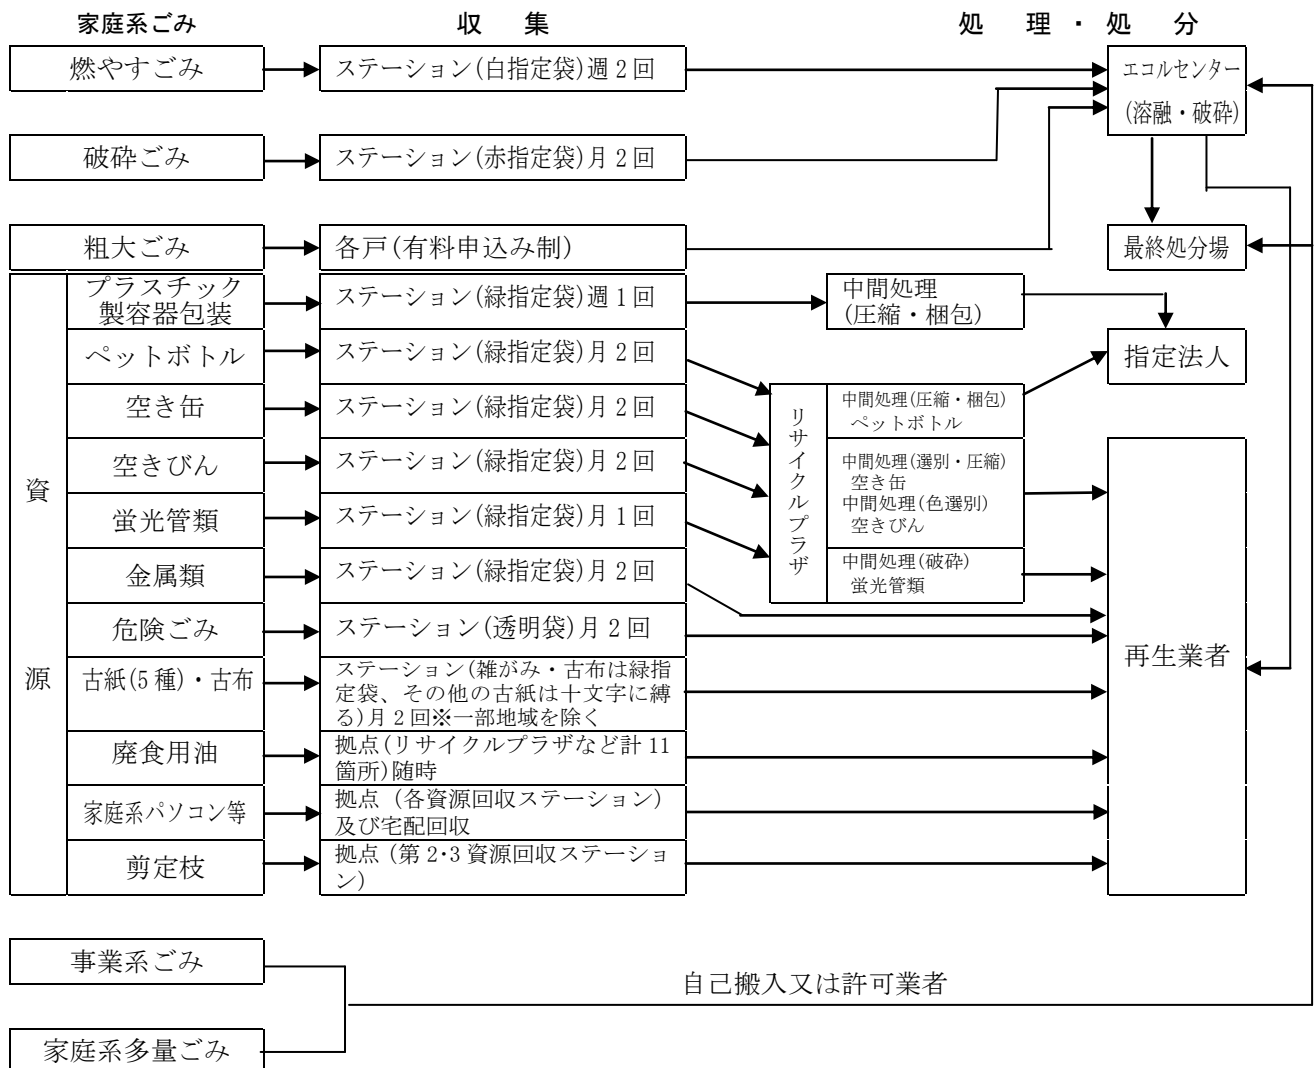 家庭系ごみ 収 集 処 理・処 分
燃やすごみ ステーション(白指定袋)週2回 エコルセンター
(溶融・破砕)
破砕ごみ ステーション(赤指定袋)月2回
粗大ごみ 各戸(有料申込み制) 最終処分場
資源
プラスチック
製容器包装
ステーション(緑指定袋)週1回
中間処理
(圧縮・梱包)
ペットボトル ステーション(緑指定袋)月2回 指定法人
空き缶 ステーション(緑指定袋)月2回
空きびん ステーション(緑指定袋)月2回
蛍光管類 ステーション(緑指定袋)月1回
金属類 ステーション(緑指定袋)月2回
リサイクルプラザ
中間処理(圧縮・梱包)
ペットボトル
中間処理(選別・圧縮)
空き缶
中間処理(色選別)
空きびん
中間処理(破砕)
蛍光管類
危険ごみ ステーション(透明袋)月2回
再生業者
古紙(5種)・古布
ステーション(雑がみ・古布は緑指
定袋、その他の古紙は十文字に縛
る)月2回※一部地域を除く
廃食用油
拠点(リサイクルプラザなど計11
箇所)随時
家庭系パソコン等
拠点(各資源回収ステーション)
及び宅配回収
剪定枝
拠点(第2・3資源回収ステーショ
ン)
事業系ごみ
自己搬入又は許可業者
家庭系多量ごみ